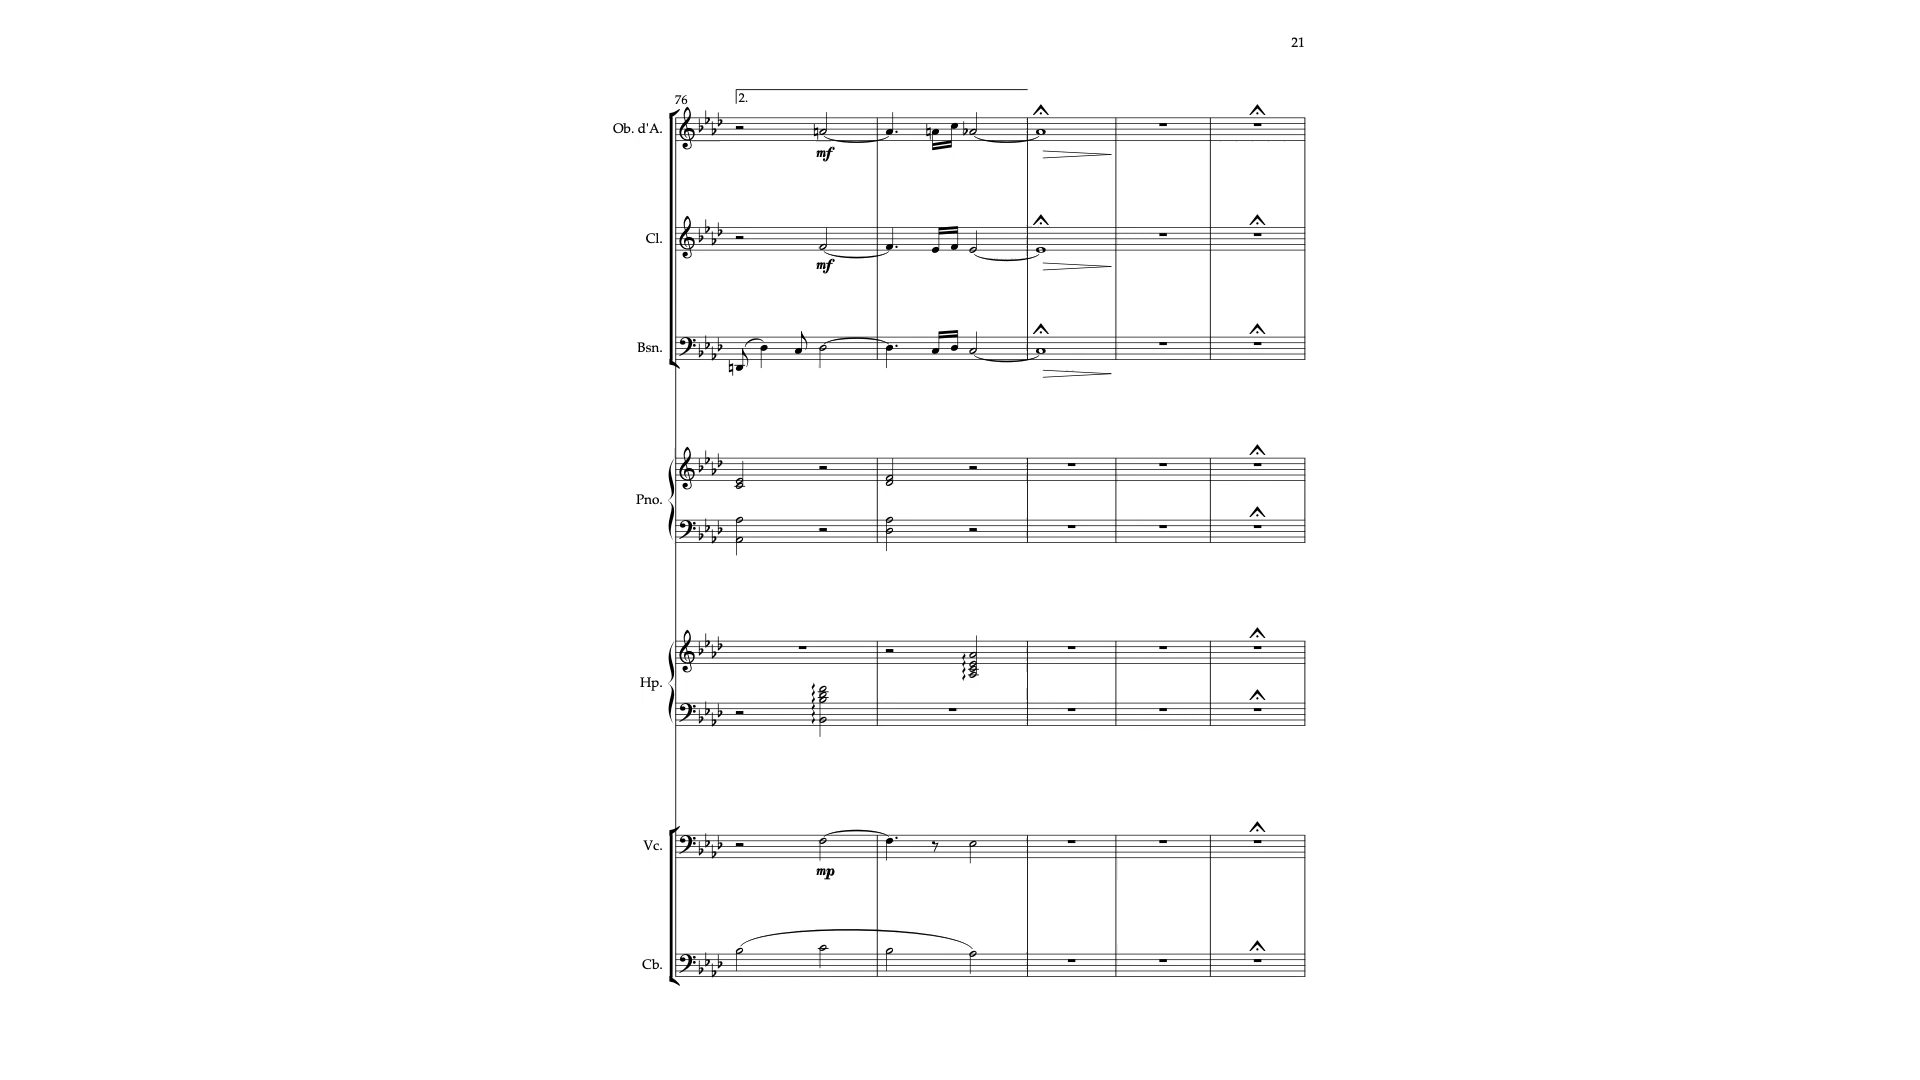 21
76
2.
Ob. d'A.
mf
Cl.
mf
Bsn.
Pno.
Hp.
Vc.
mp
Cb.